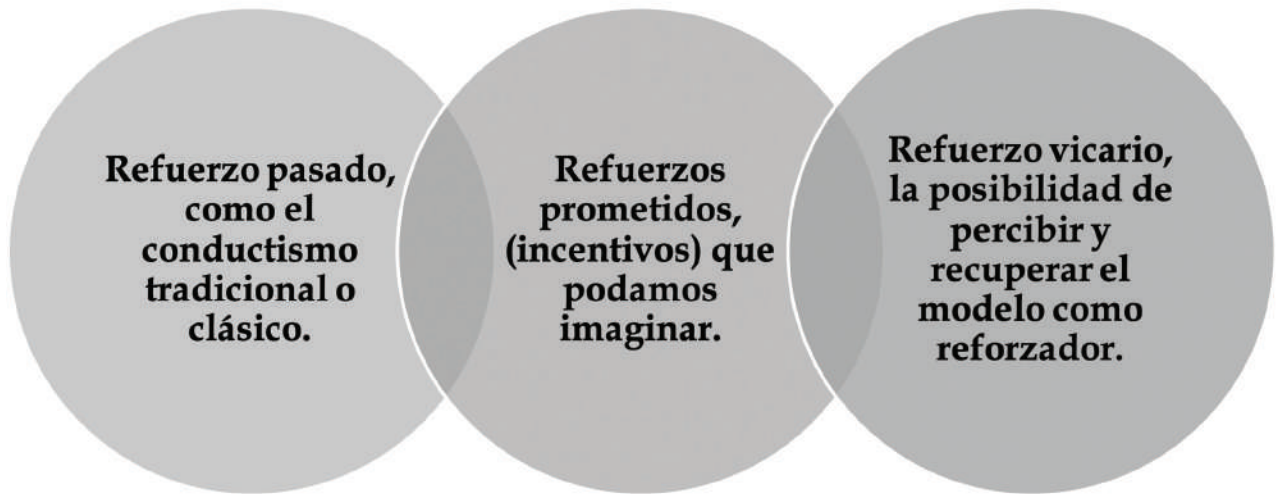 Refuerzo pasado,
como el
conductismo
tradicional o
clásico.
Refuerzos
prometidos,
(incentivos) que
podamos
imaginar.
Refuerzo vicario,
la posibilidad de
percibir y
recuperar el
modelo como
reforzador.